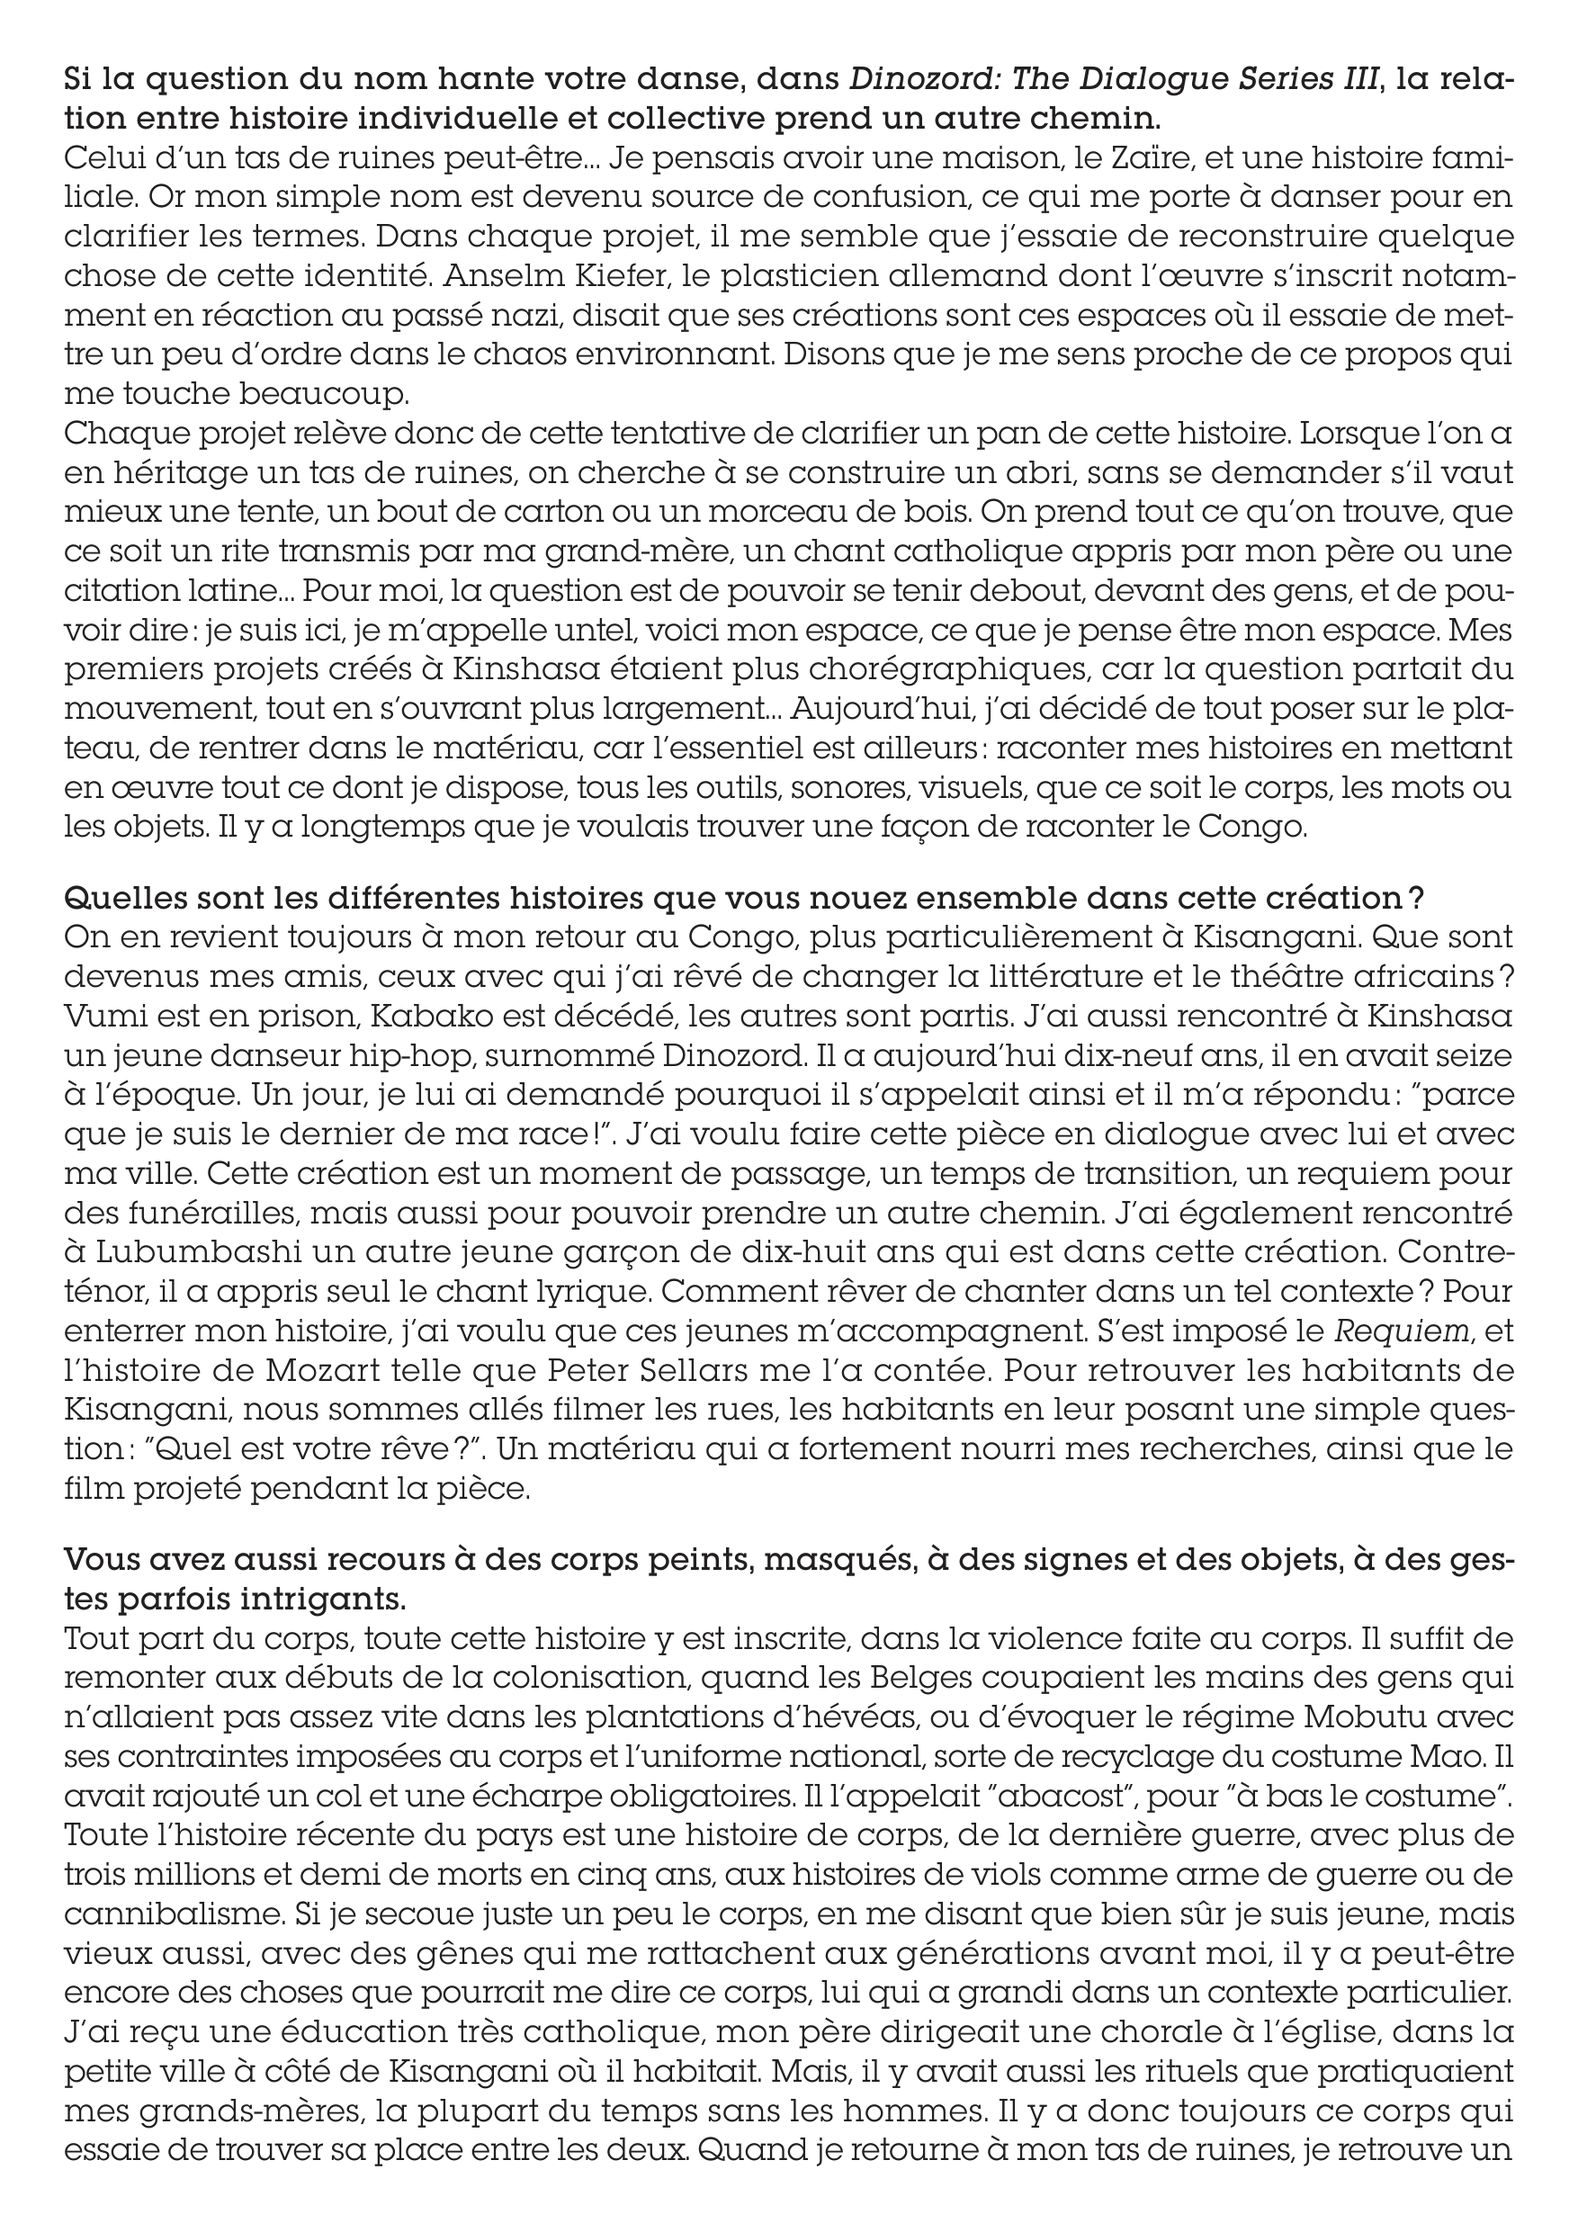 Si la question du nom hante votre danse, dans Dinozord: The Dialogue Series III, la rela-
tion entre histoire individuelle et collective prend un autre chemin.
Celui d’un tas de ruines peut-être... Je pensais avoir une maison, le Zaïre, et une histoire fami-
liale. Or mon simple nom est devenu source de confusion, ce qui me porte à danser pour en
clarifier les termes. Dans chaque projet, il me semble que j’essaie de reconstruire quelque
chose de cette identité. Anselm Kiefer, le plasticien allemand dont l’œuvre s’inscrit notam-
ment en réaction au passé nazi, disait que ses créations sont ces espaces où il essaie de met-
tre un peu d’ordre dans le chaos environnant. Disons que je me sens proche de ce propos qui
me touche beaucoup.
Chaque projet relève donc de cette tentative de clarifier un pan de cette histoire. Lorsque l’on a
en héritage un tas de ruines, on cherche à se construire un abri, sans se demander s’il vaut
mieux une tente, un bout de carton ou un morceau de bois. On prend tout ce qu’on trouve, que
ce soit un rite transmis par ma grand-mère, un chant catholique appris par mon père ou une
citation latine... Pour moi, la question est de pouvoir se tenir debout, devant des gens, et de pou-
voir dire : je suis ici, je m’appelle untel, voici mon espace, ce que je pense être mon espace. Mes
premiers projets créés à Kinshasa étaient plus chorégraphiques, car la question partait du
mouvement, tout en s’ouvrant plus largement... Aujourd’hui, j’ai décidé de tout poser sur le pla-
teau, de rentrer dans le matériau, car l’essentiel est ailleurs : raconter mes histoires en mettant
en œuvre tout ce dont je dispose, tous les outils, sonores, visuels, que ce soit le corps, les mots ou
les objets. Il y a longtemps que je voulais trouver une façon de raconter le Congo.
Quelles sont les différentes histoires que vous nouez ensemble dans cette création ?
On en revient toujours à mon retour au Congo, plus particulièrement à Kisangani. Que sont
devenus mes amis, ceux avec qui j’ai rêvé de changer la littérature et le théâtre africains ?
Vumi est en prison, Kabako est décédé, les autres sont partis. J’ai aussi rencontré à Kinshasa
un jeune danseur hip-hop, surnommé Dinozord. Il a aujourd’hui dix-neuf ans, il en avait seize
à l’époque. Un jour, je lui ai demandé pourquoi il s’appelait ainsi et il m’a répondu : “parce
que je suis le dernier de ma race !”. J’ai voulu faire cette pièce en dialogue avec lui et avec
ma ville. Cette création est un moment de passage, un temps de transition, un requiem pour
des funérailles, mais aussi pour pouvoir prendre un autre chemin. J’ai également rencontré
à Lubumbashi un autre jeune garçon de dix-huit ans qui est dans cette création. Contre-
ténor, il a appris seul le chant lyrique. Comment rêver de chanter dans un tel contexte ? Pour
enterrer mon histoire, j’ai voulu que ces jeunes m’accompagnent. S’est imposé le Requiem, et
l’histoire de Mozart telle que Peter Sellars me l’a contée. Pour retrouver les habitants de
Kisangani, nous sommes allés filmer les rues, les habitants en leur posant une simple ques-
tion : “Quel est votre rêve ?”. Un matériau qui a fortement nourri mes recherches, ainsi que le
film projeté pendant la pièce.
Vous avez aussi recours à des corps peints, masqués, à des signes et des objets, à des ges-
tes parfois intrigants.
Tout part du corps, toute cette histoire y est inscrite, dans la violence faite au corps. Il suffit de
remonter aux débuts de la colonisation, quand les Belges coupaient les mains des gens qui
n’allaient pas assez vite dans les plantations d’hévéas, ou d’évoquer le régime Mobutu avec
ses contraintes imposées au corps et l’uniforme national, sorte de recyclage du costume Mao. Il
avait rajouté un col et une écharpe obligatoires. Il l’appelait “abacost”, pour “à bas le costume”.
Toute l’histoire récente du pays est une histoire de corps, de la dernière guerre, avec plus de
trois millions et demi de morts en cinq ans, aux histoires de viols comme arme de guerre ou de
cannibalisme. Si je secoue juste un peu le corps, en me disant que bien sûr je suis jeune, mais
vieux aussi, avec des gênes qui me rattachent aux générations avant moi, il y a peut-être
encore des choses que pourrait me dire ce corps, lui qui a grandi dans un contexte particulier.
J’ai reçu une éducation très catholique, mon père dirigeait une chorale à l’église, dans la
petite ville à côté de Kisangani où il habitait. Mais, il y avait aussi les rituels que pratiquaient
mes grands-mères, la plupart du temps sans les hommes. Il y a donc toujours ce corps qui
essaie de trouver sa place entre les deux. Quand je retourne à mon tas de ruines, je retrouve un